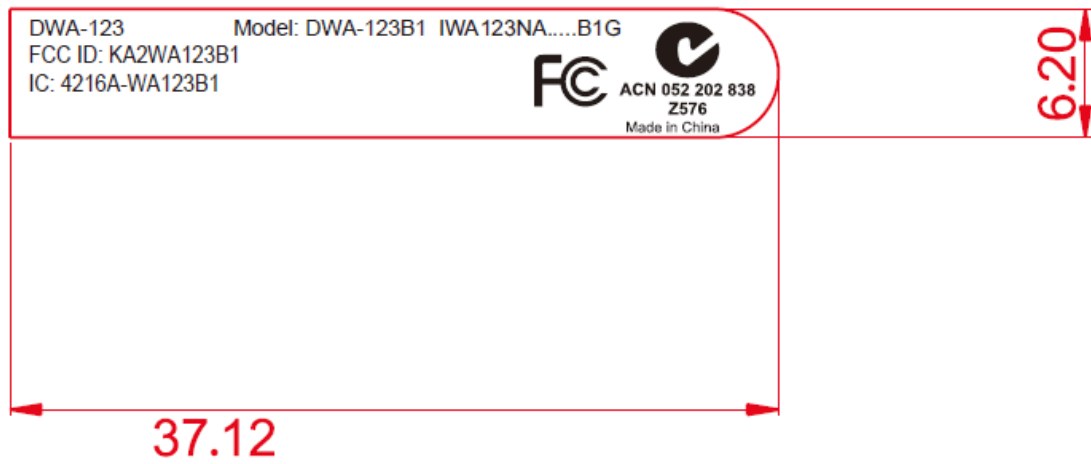 DWA-123 Model: DWA-123B1 IWA123NA.....B1G
FCC ID: KA2WA123B1
IC: 4216A-WA123B1
FC
ACN 052 202 838
Z576
Made in China
6.20
37.12